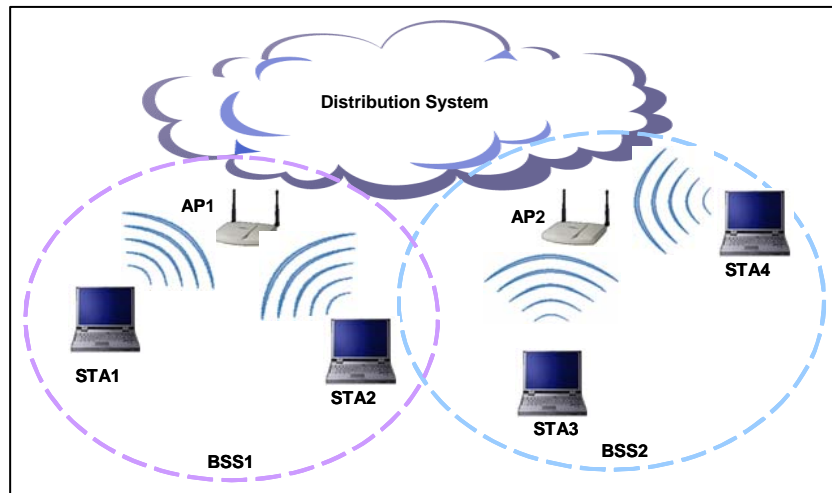 Distribution System
AP1
AP2
STA4
STA1
STA2
STA3
BSS1
BSS2